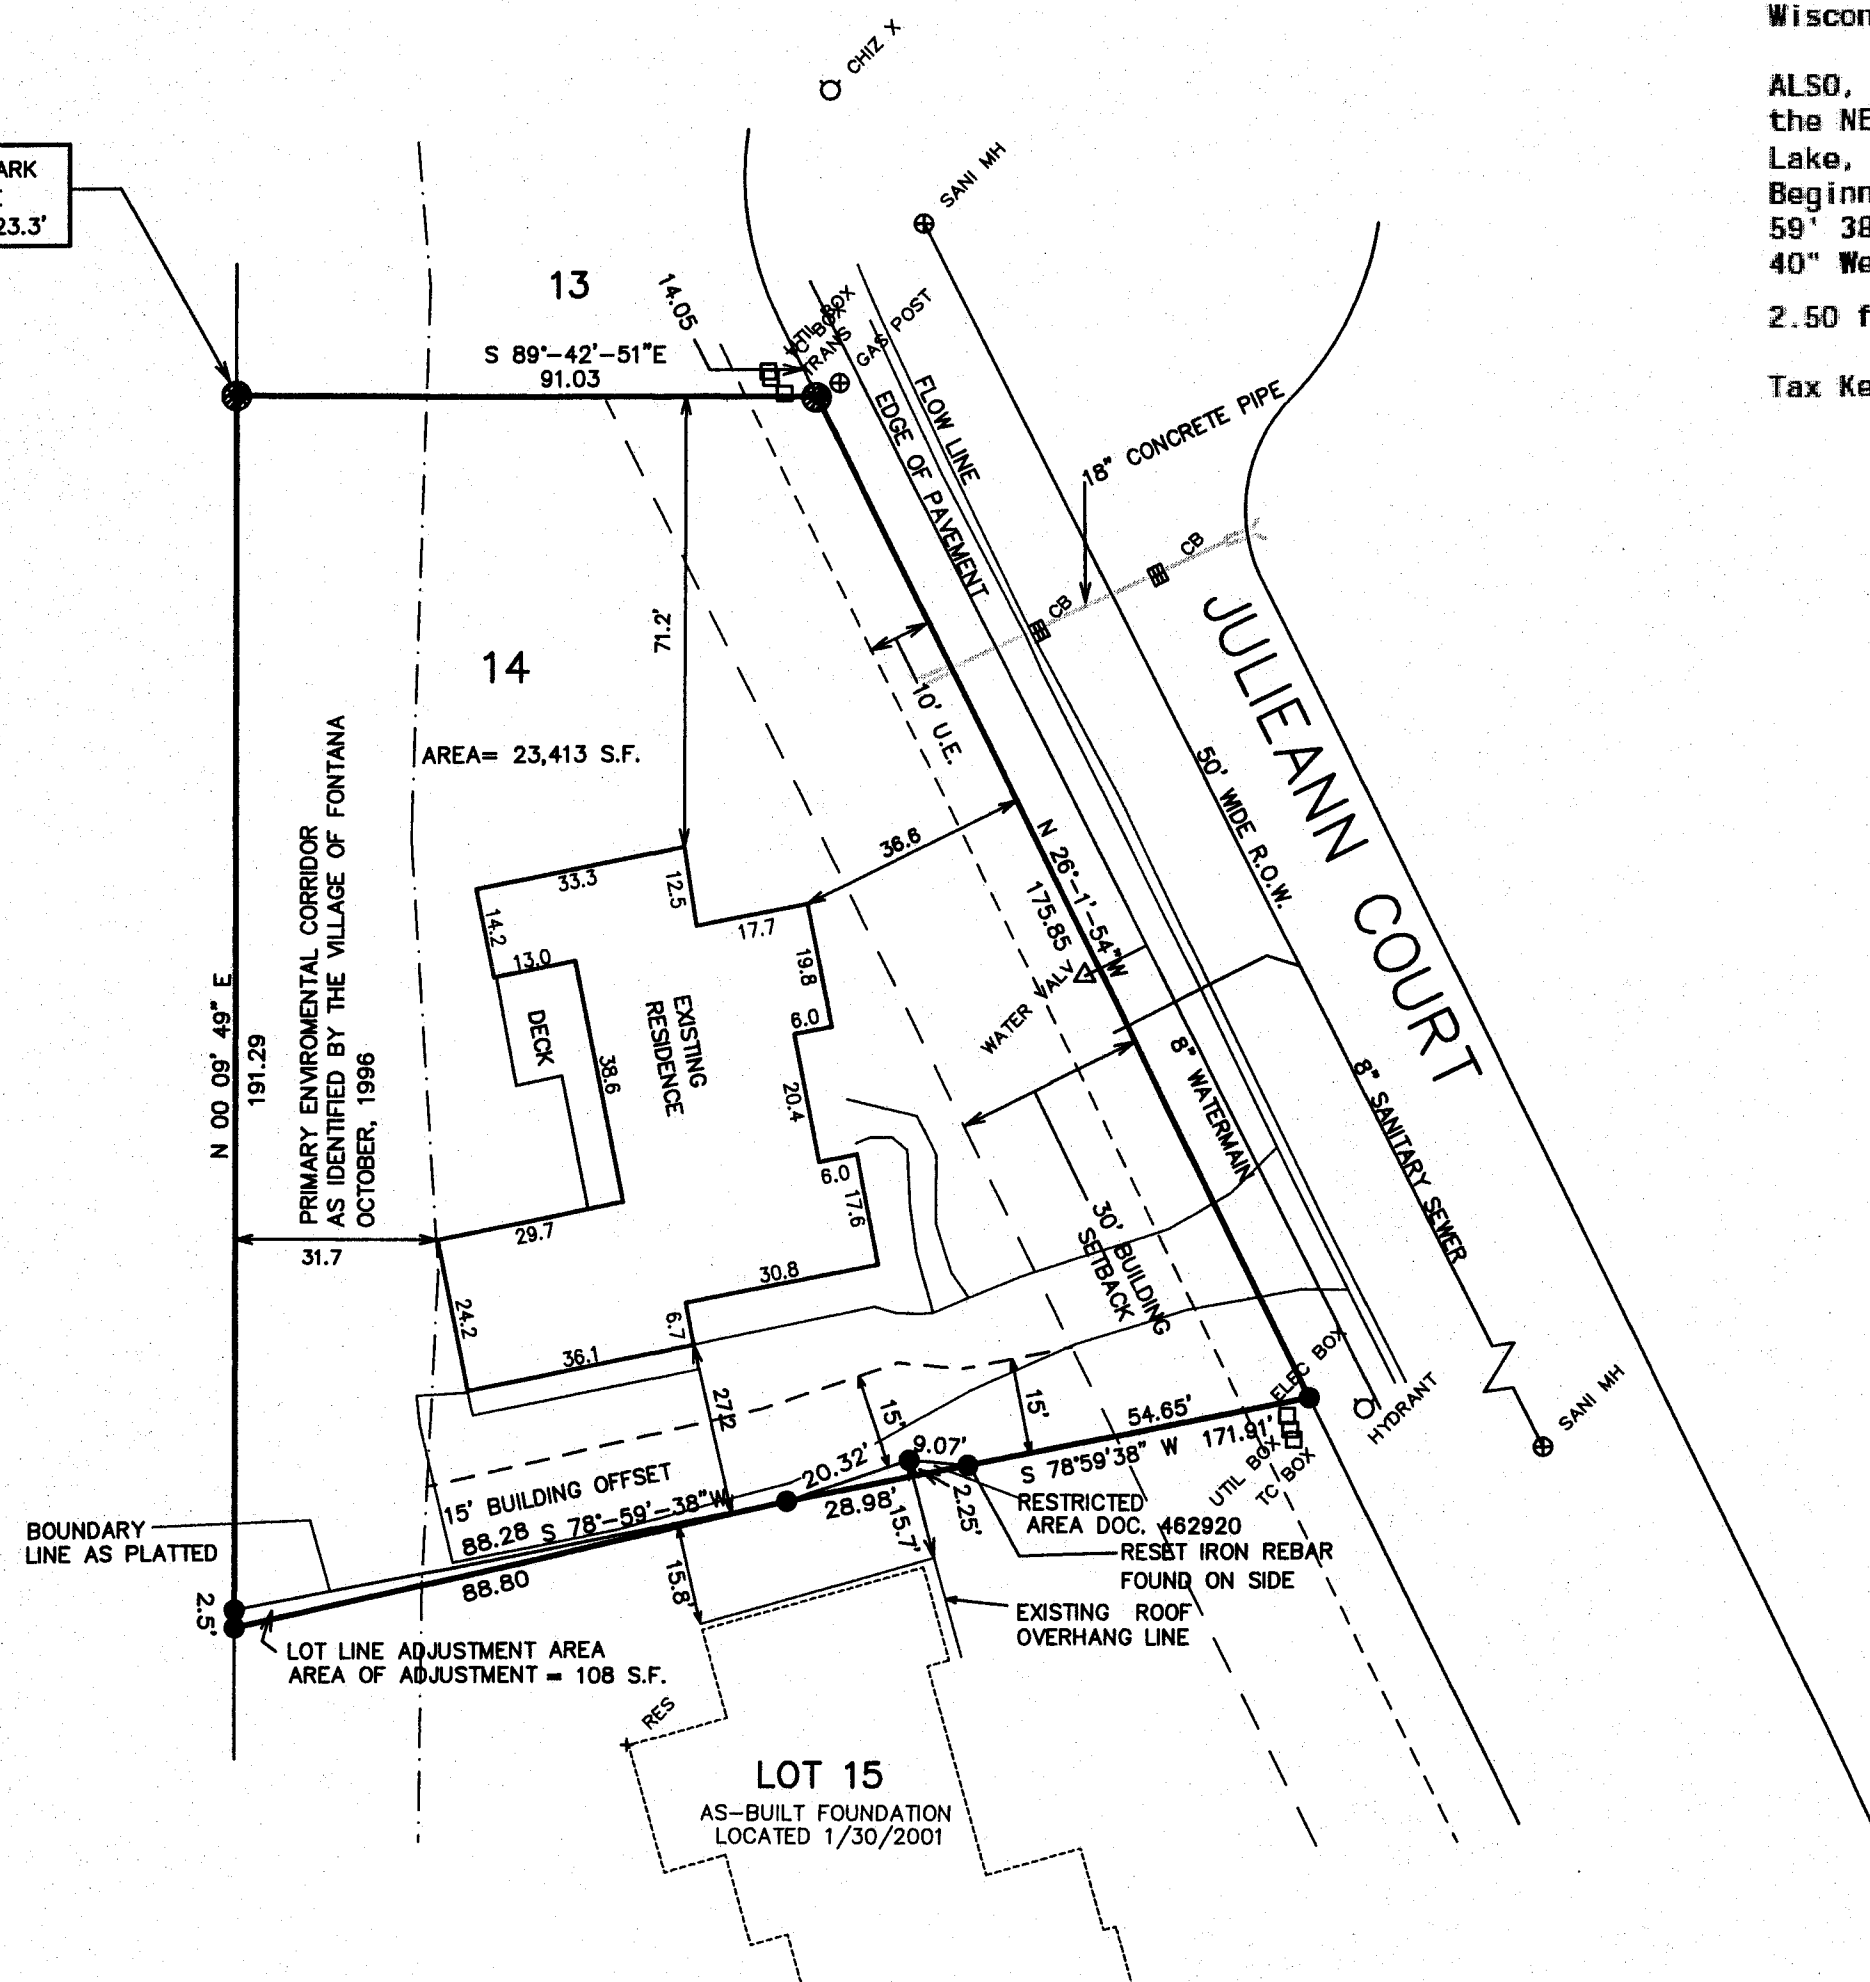 Wiscon
ALSO,
the NE
Lake,
Beginn
59' 38
40" We
2.50 f
Tax Ke
ARK
23.3'
CHIZ X
SANI MH
13
14.05
UTIL BOX
TC BOX
TRANS
GAS POST
S 89°-42'-51"E
91.03
FLOW LINE
EDGE OF PAVEMENT
18" CONCRETE PIPE
CB
CB
JULIEANN COURT
50' WIDE R.O.W.
71.2'
14
10' U.E.
AREA= 23,413 S.F.
38.6
N 26°-1'-54"W
175.85
33.3
12.5
17.7
14.2
13.0
19.8
6.0
DECK
EXISTING
RESIDENCE
38.6
20.4
6.0
17.6
WATER VALV
8" WATERMAIN
8" SANITARY SEWER
N 00 09' 49" E
191.29
PRIMARY ENVIROMENTAL CORRIDOR
AS IDENTIFIED BY THE VILLAGE OF FONTANA
OCTOBER, 1996
31.7
29.7
30.8
24.2
6.7
36.1
30' BUILDING
SETBACK
27.2
15'
15'
ELEC BOX
HYDRANT
SANI MH
54.65'
171.91'
S 78°59'38" W
UTIL BOX
TC BOX
9.07'
20.32'
28.98'
2.25'
15.7'
15' BUILDING OFFSET
88.28 S 78°-59'-38"W
88.80
15.8'
BOUNDARY
LINE AS PLATTED
2.5'
RESTRICTED
AREA DOC. 462920
RESET IRON REBAR
FOUND ON SIDE
EXISTING ROOF
OVERHANG LINE
LOT LINE ADJUSTMENT AREA
AREA OF ADJUSTMENT = 108 S.F.
RES
LOT 15
AS-BUILT FOUNDATION
LOCATED 1/30/2001